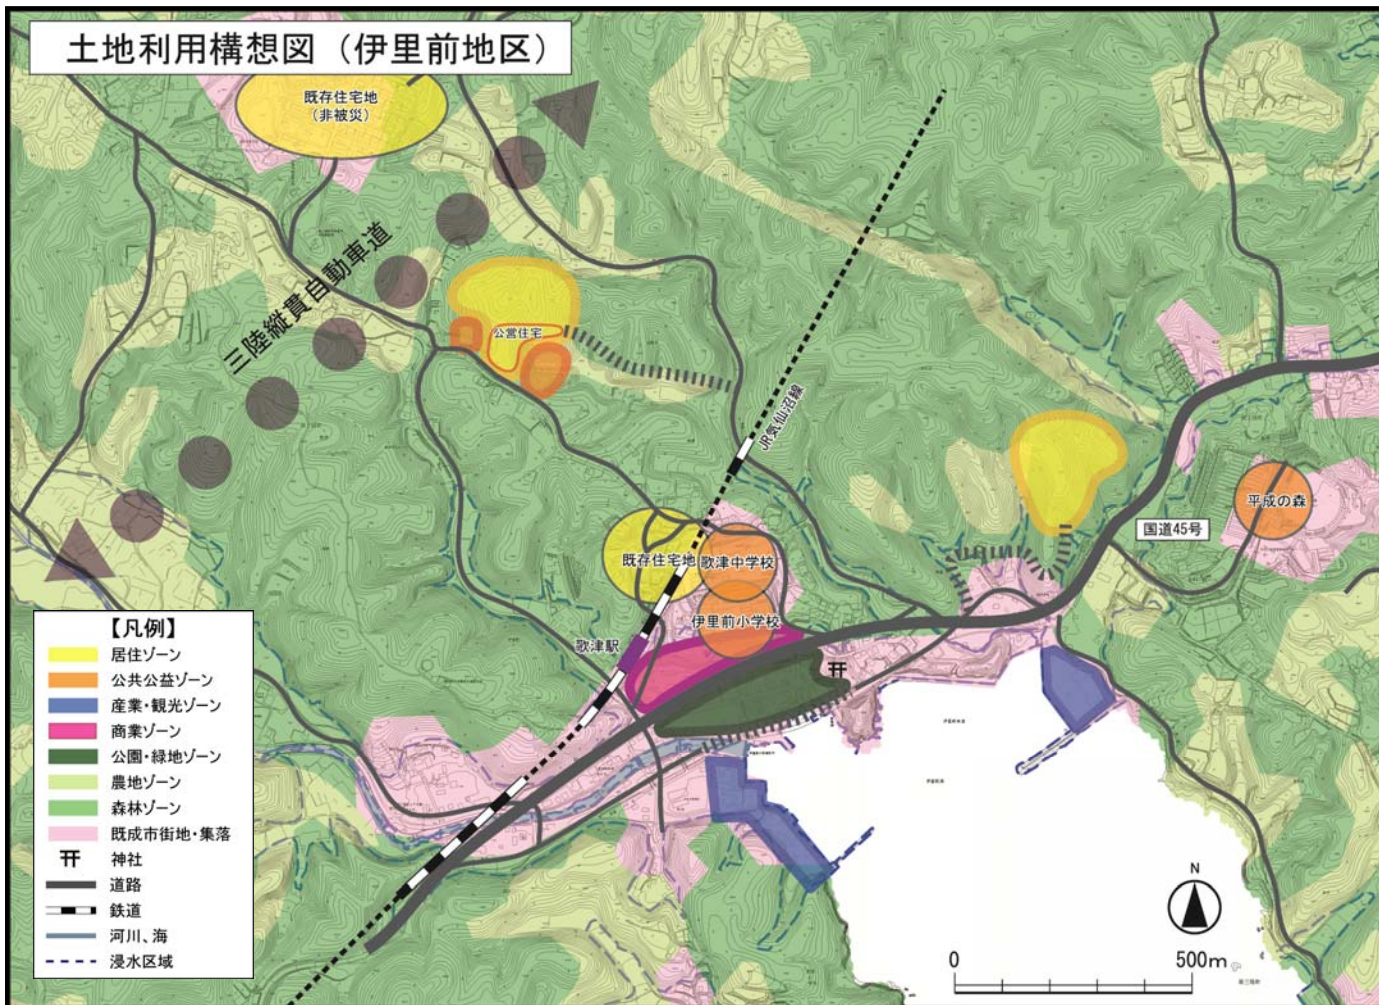 土地利用構想図（伊里前地区）
既存住宅地
（非被災）
三陸縦貫自動車道
公営住宅
JR気仙沼線
平成の森
国道45号
既存住宅地
歌津中学校
伊里前小学校
歌津駅
【凡例】
居住ゾーン
公共公益ゾーン
産業・観光ゾーン
商業ゾーン
公園・緑地ゾーン
農地ゾーン
森林ゾーン
既成市街地・集落
神社
道路
鉄道
河川、海
浸水区域
N
0
500m